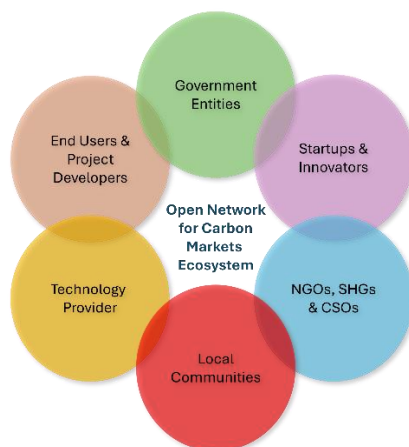 Government
Entities
End Users &
Project
Developers
Startups &
Innovators
Open Network
for Carbon
Markets
Ecosystem
Technology
Provider
NGOs, SHGs
& CSOs
Local
Communities